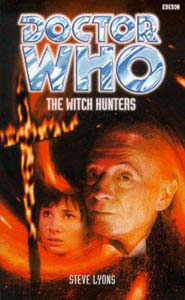 BBC
DOCTOR
WHO
THE WITCH HUNTERS
STEVE LYONS